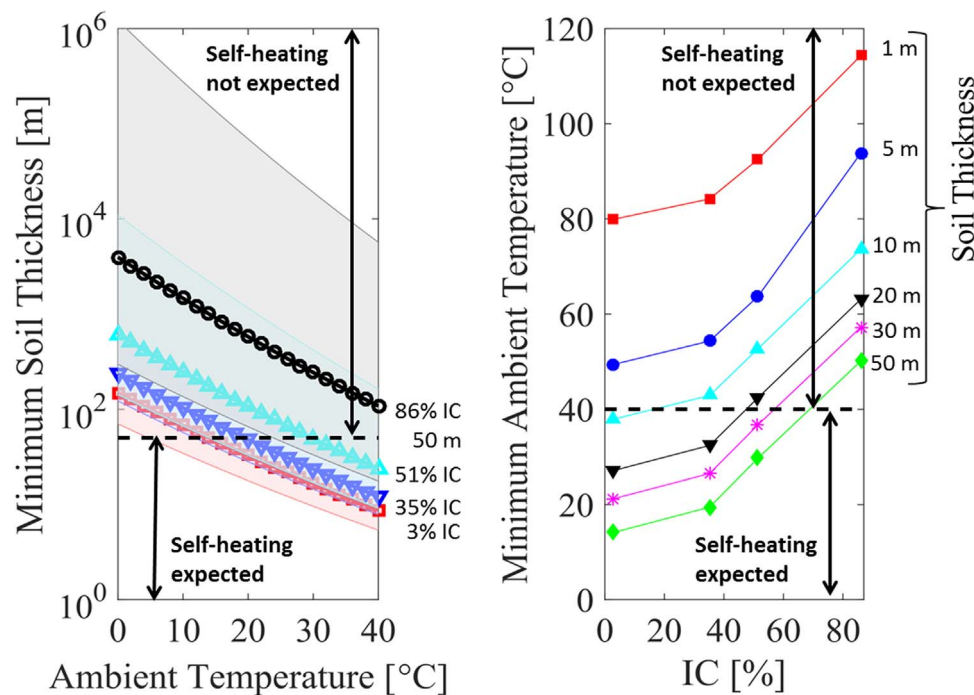 10^6
10^4
10^2
10^0
Minimum Soil Thickness [m]
Self-heating
not expected
86% IC
50 m
51% IC
35% IC
3% IC
Self-heating
expected
0 10 20 30 40
Ambient Temperature [°C]
120
100
80
60
40
20
0
Minimum Ambient Temperature [°C]
Self-heating
not expected
1 m
5 m
10 m
20 m
30 m
50 m
Soil Thickness
Self-heating
expected
0 20 40 60 80
IC [%]